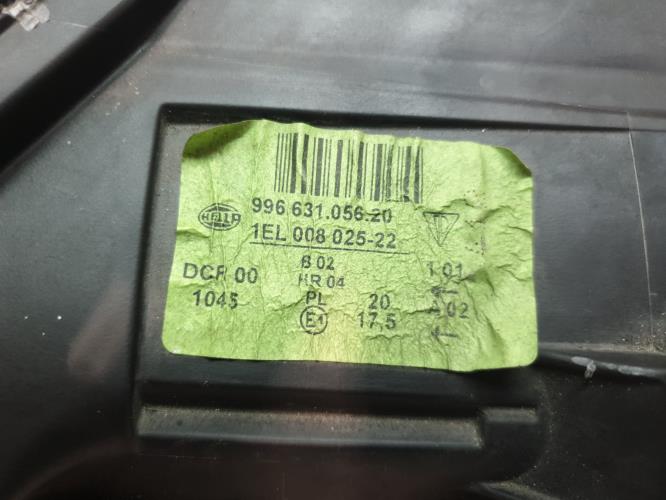 996 631.056.20
HELLA
1EL 008 025-22
B 02
DCR 00 HR 04 1 01
1045 PL 20 A 02
E1 17,5